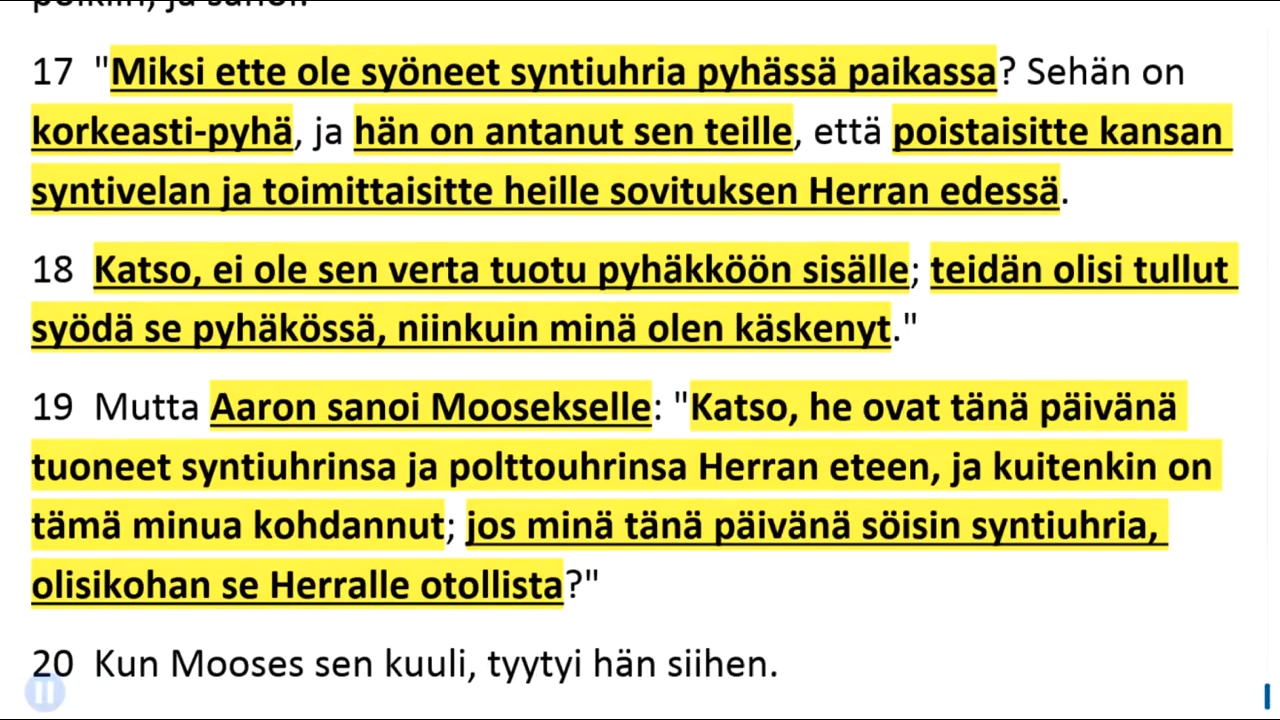 poikiin, ja sanoi:
17 "Miksi ette ole syöneet syntiuhria pyhässä paikassa? Sehän on
korkeasti-pyhä, ja hän on antanut sen teille, että poistaisitte kansan
syntivelan ja toimittaisitte heille sovituksen Herran edessä.
18 Katso, ei ole sen verta tuotu pyhäkköön sisälle; teidän olisi tullut
syödä se pyhäkössä, niinkuin minä olen käskenyt."
19 Mutta Aaron sanoi Moosekselle: "Katso, he ovat tänä päivänä
tuoneet syntiuhrinsa ja polttouhrinsa Herran eteen, ja kuitenkin on
tämä minua kohdannut; jos minä tänä päivänä söisin syntiuhria,
olisikohan se Herralle otollista?"
20 Kun Mooses sen kuuli, tyytyi hän siihen.